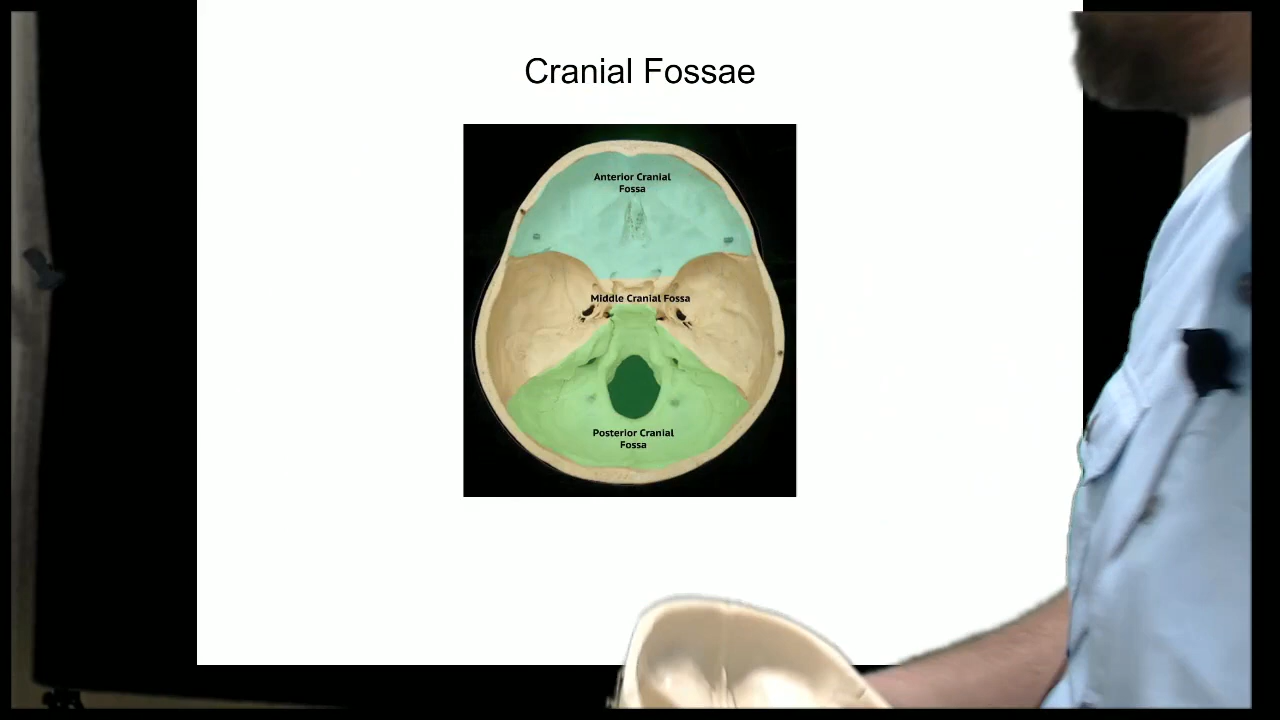 Cranial Fossae
Anterior Cranial
Fossa
Middle Cranial Fossa
Posterior Cranial
Fossa